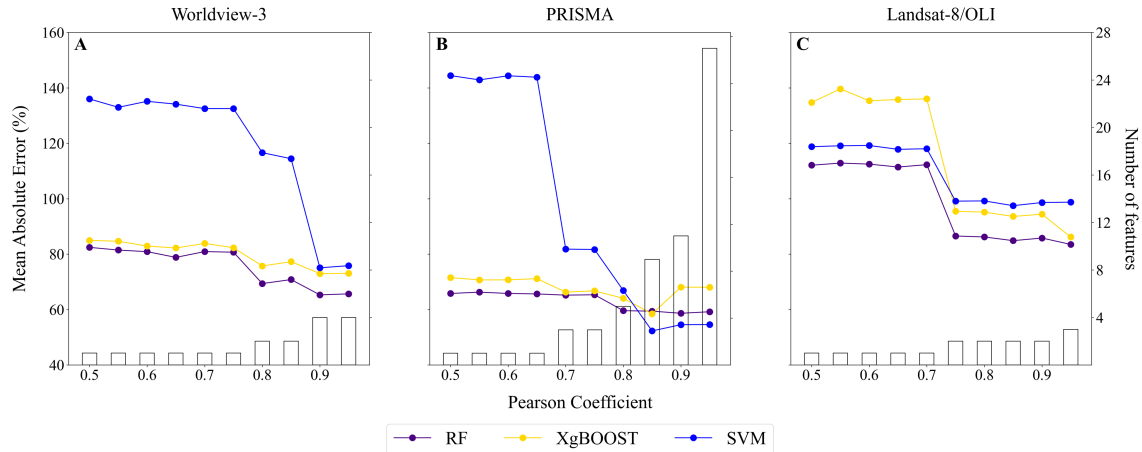 Worldview-3
PRISMA
Landsat-8/OLI
A
B
C
Mean Absolute Error (%)
160
140
120
100
80
60
40
28
24
20
16
12
8
4
Number of features
0.5 0.6 0.7 0.8 0.9
0.5 0.6 0.7 0.8 0.9
0.5 0.6 0.7 0.8 0.9
Pearson Coefficient
RF XgBOOST SVM